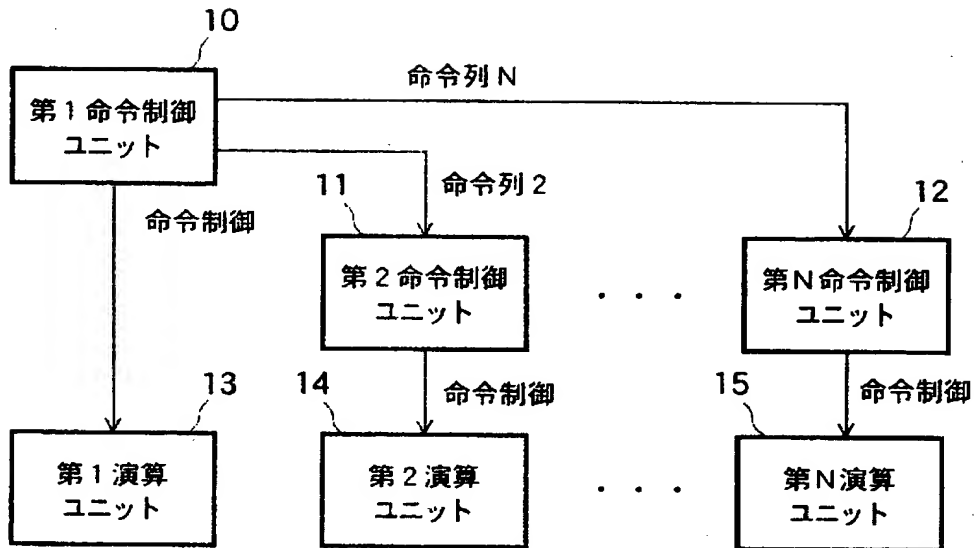 10
第1命令制御
ユニット
命令列N
命令列2
命令制御
11
第2命令制御
ユニット
・・・
12
第N命令制御
ユニット
命令制御
命令制御
13
第1演算
ユニット
14
第2演算
ユニット
・・・
15
第N演算
ユニット